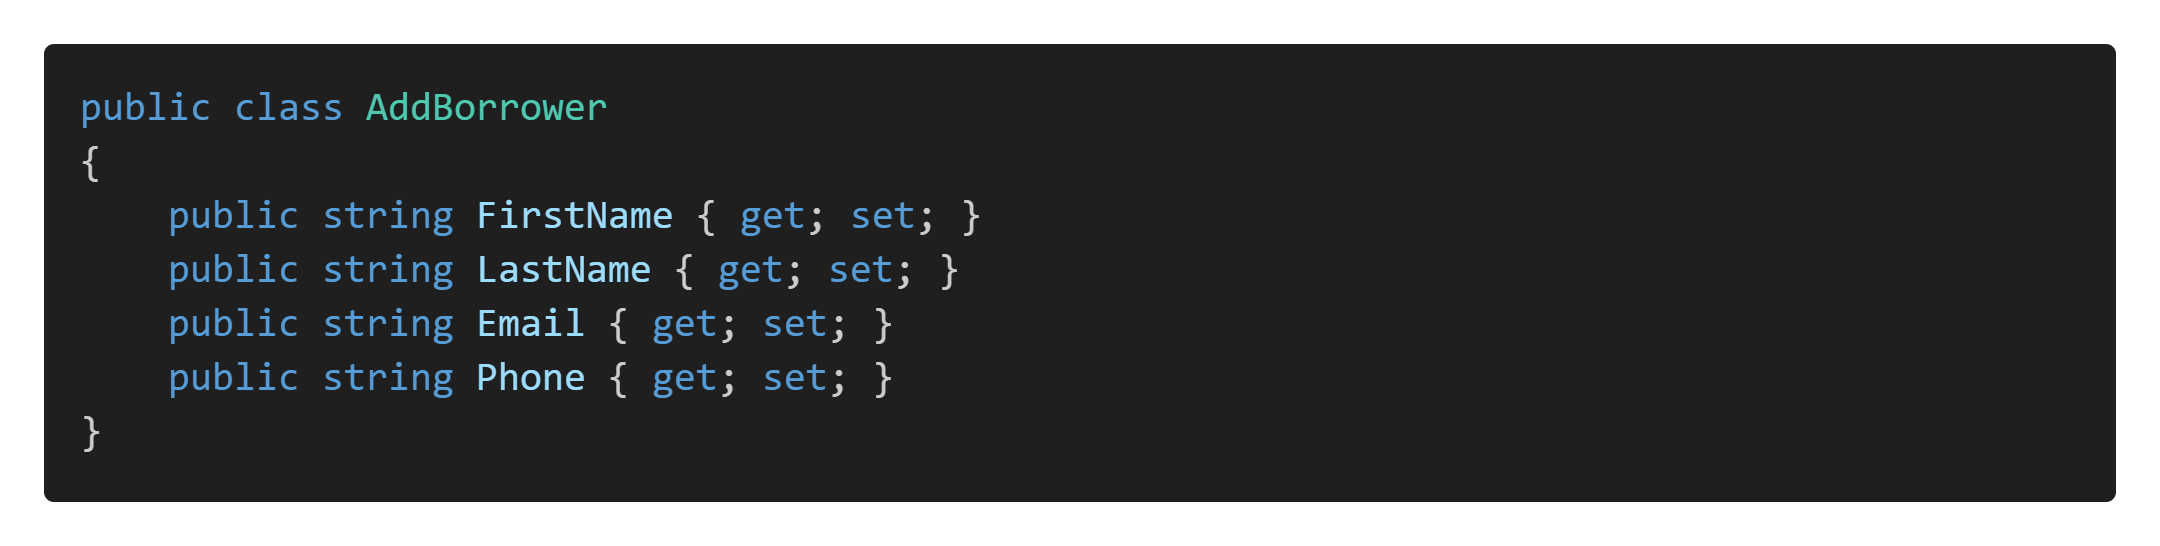 public class AddBorrower
{
    public string FirstName { get; set; }
    public string LastName { get; set; }
    public string Email { get; set; }
    public string Phone { get; set; }
}